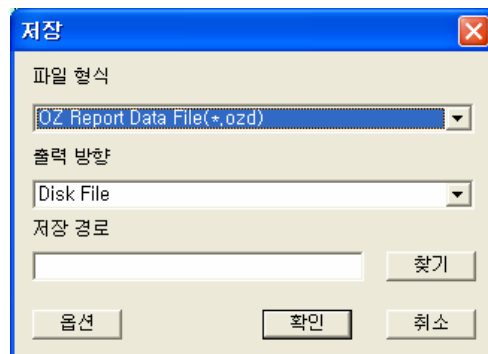 저장
파일 형식
OZ Report Data File(*.ozd)
출력 방향
Disk File
저장 경로
찾기
옵션 확인 취소